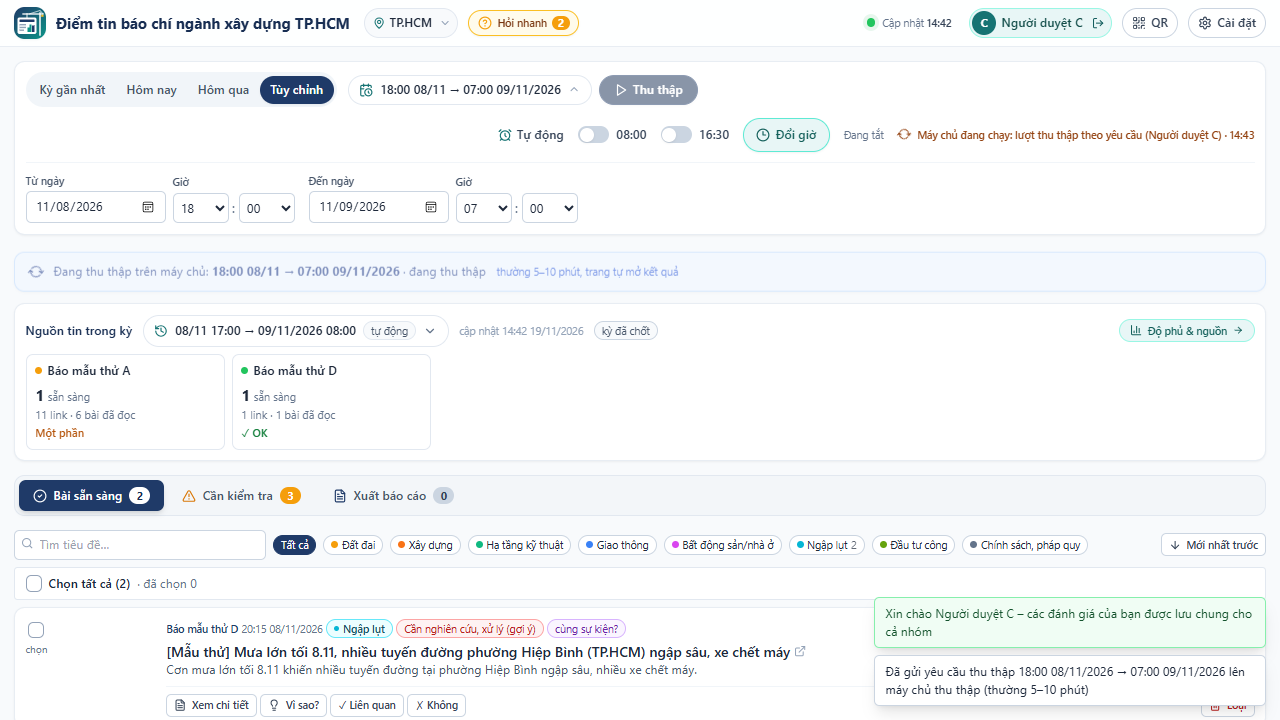 Điểm tin báo chí ngành xây dựng TP.HCM
TP.HCM
Hỏi nhanh 2
Cập nhật 14:42
C Người duyệt C
QR
Cài đặt
Kỳ gần nhất
Hôm nay
Hôm qua
Tùy chỉnh
18:00 08/11 → 07:00 09/11/2026
Thu thập
Tự động
08:00
16:30
Đổi giờ
Đang tắt
Máy chủ đang chạy: lượt thu thập theo yêu cầu (Người duyệt C) · 14:43
Từ ngày
Giờ
Đến ngày
Giờ
11/08/2026
18 : 00
11/09/2026
07 : 00
Đang thu thập trên máy chủ: 18:00 08/11 → 07:00 09/11/2026 · đang thu thập thường 5–10 phút, trang tự mở kết quả
Nguồn tin trong kỳ
08/11 17:00 → 09/11/2026 08:00 tự động
cập nhật 14:42 19/11/2026
kỳ đã chốt
Độ phủ & nguồn →
Báo mẫu thử A
1 sẵn sàng
11 link · 6 bài đã đọc
Một phần
Báo mẫu thử D
1 sẵn sàng
1 link · 1 bài đã đọc
✓ OK
Bài sẵn sàng 2
Cần kiểm tra 3
Xuất báo cáo 0
Tìm tiêu đề...
Tất cả
Đất đai
Xây dựng
Hạ tầng kỹ thuật
Giao thông
Bất động sản/nhà ở
Ngập lụt 2
Đầu tư công
Chính sách, pháp quy
↓ Mới nhất trước
Chọn tất cả (2) · đã chọn 0
chọn
Báo mẫu thử D 20:15 08/11/2026 Ngập lụt Cần nghiên cứu, xử lý (gợi ý) cùng sự kiện?
[Mẫu thử] Mưa lớn tối 8.11, nhiều tuyến đường phường Hiệp Bình (TP.HCM) ngập sâu, xe chết máy
Cơn mưa lớn tối 8.11 khiến nhiều tuyến đường tại phường Hiệp Bình ngập sâu, nhiều xe chết máy.
Xem chi tiết
Vì sao?
✓ Liên quan
✗ Không
Loại
Xin chào Người duyệt C – các đánh giá của bạn được lưu chung cho
cả nhóm
Đã gửi yêu cầu thu thập 18:00 08/11/2026 → 07:00 09/11/2026 lên
máy chủ thu thập (thường 5–10 phút)